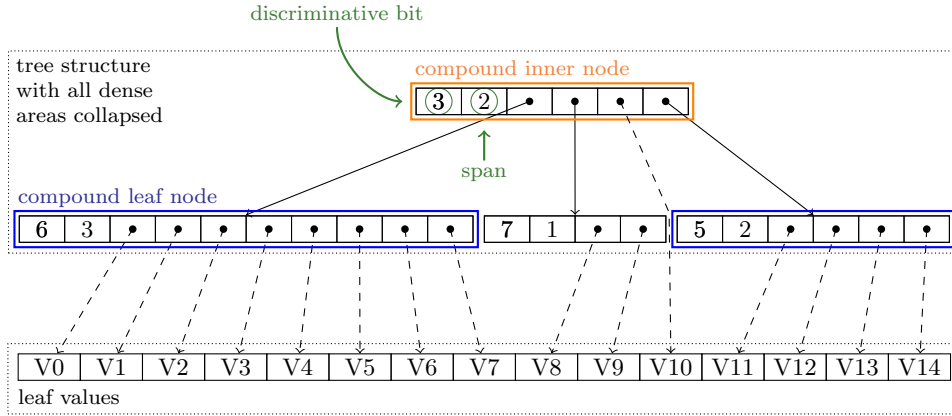 discriminative bit
tree structure
with all dense
areas collapsed
compound inner node
3 2
span
compound leaf node
6 3 7 1 5 2
V0 V1 V2 V3 V4 V5 V6 V7 V8 V9 V10 V11 V12 V13 V14
leaf values